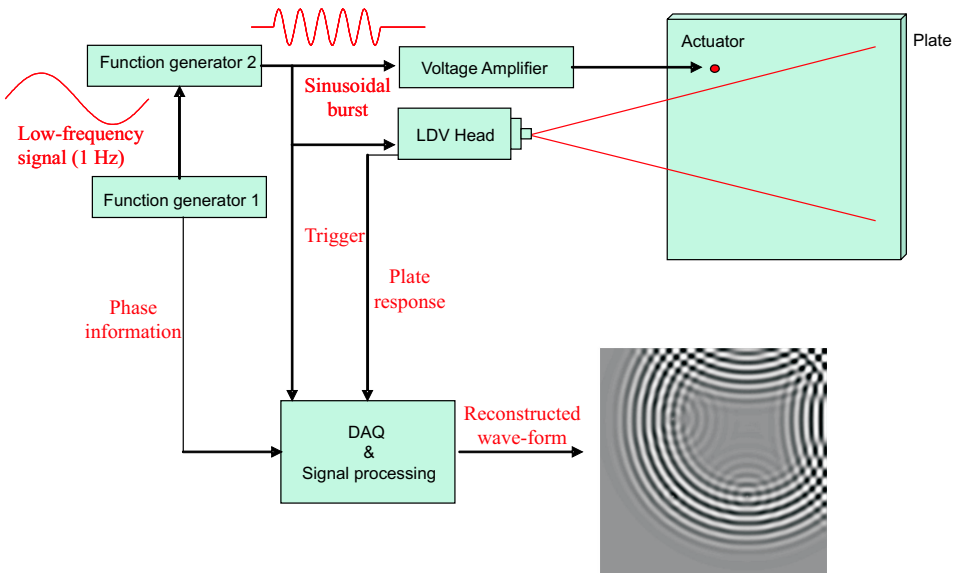 Function generator 2
Sinusoidal
burst
Voltage Amplifier
Actuator
Plate
Low-frequency
signal (1 Hz)
LDV Head
Function generator 1
Trigger
Plate
response
Phase
information
DAQ
&
Signal processing
Reconstructed
wave-form